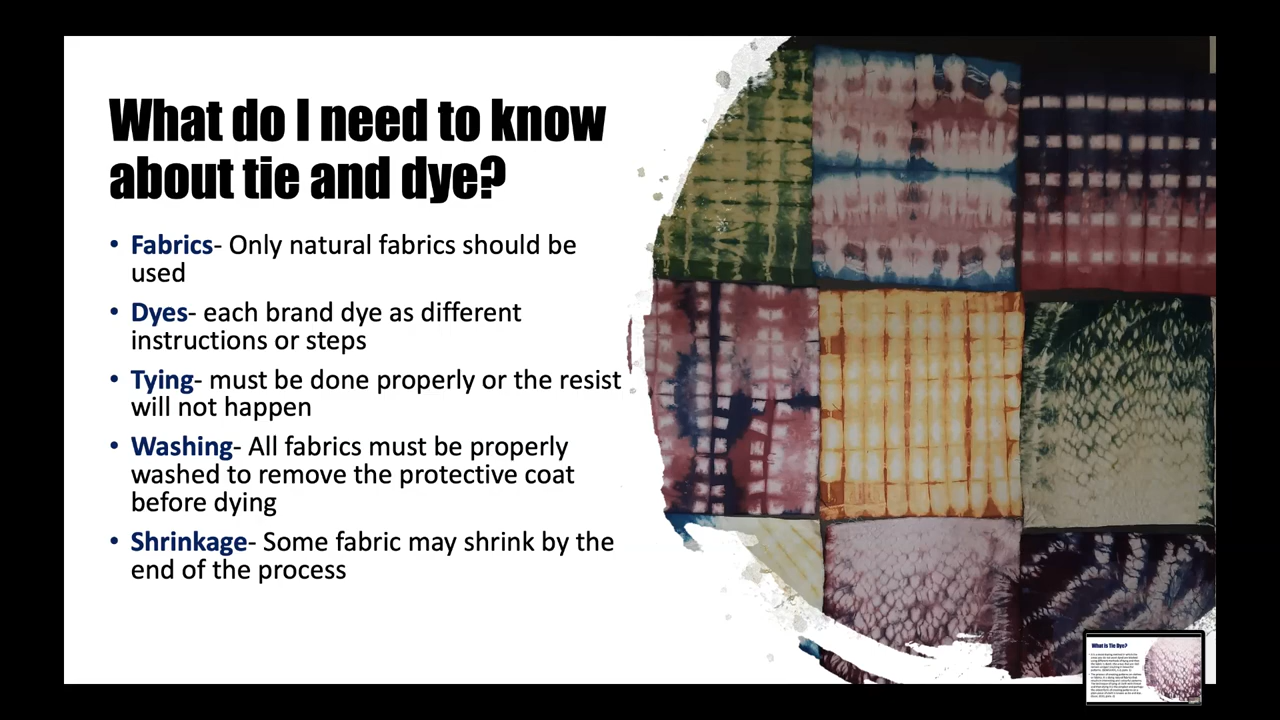 What do I need to know
about tie and dye?
• Fabrics- Only natural fabrics should be
used
• Dyes- each brand dye as different
instructions or steps
• Tying- must be done properly or the resist
will not happen
• Washing- All fabrics must be properly
washed to remove the protective coat
before dying
• Shrinkage- Some fabric may shrink by the
end of the process
What Is Tie Dye?